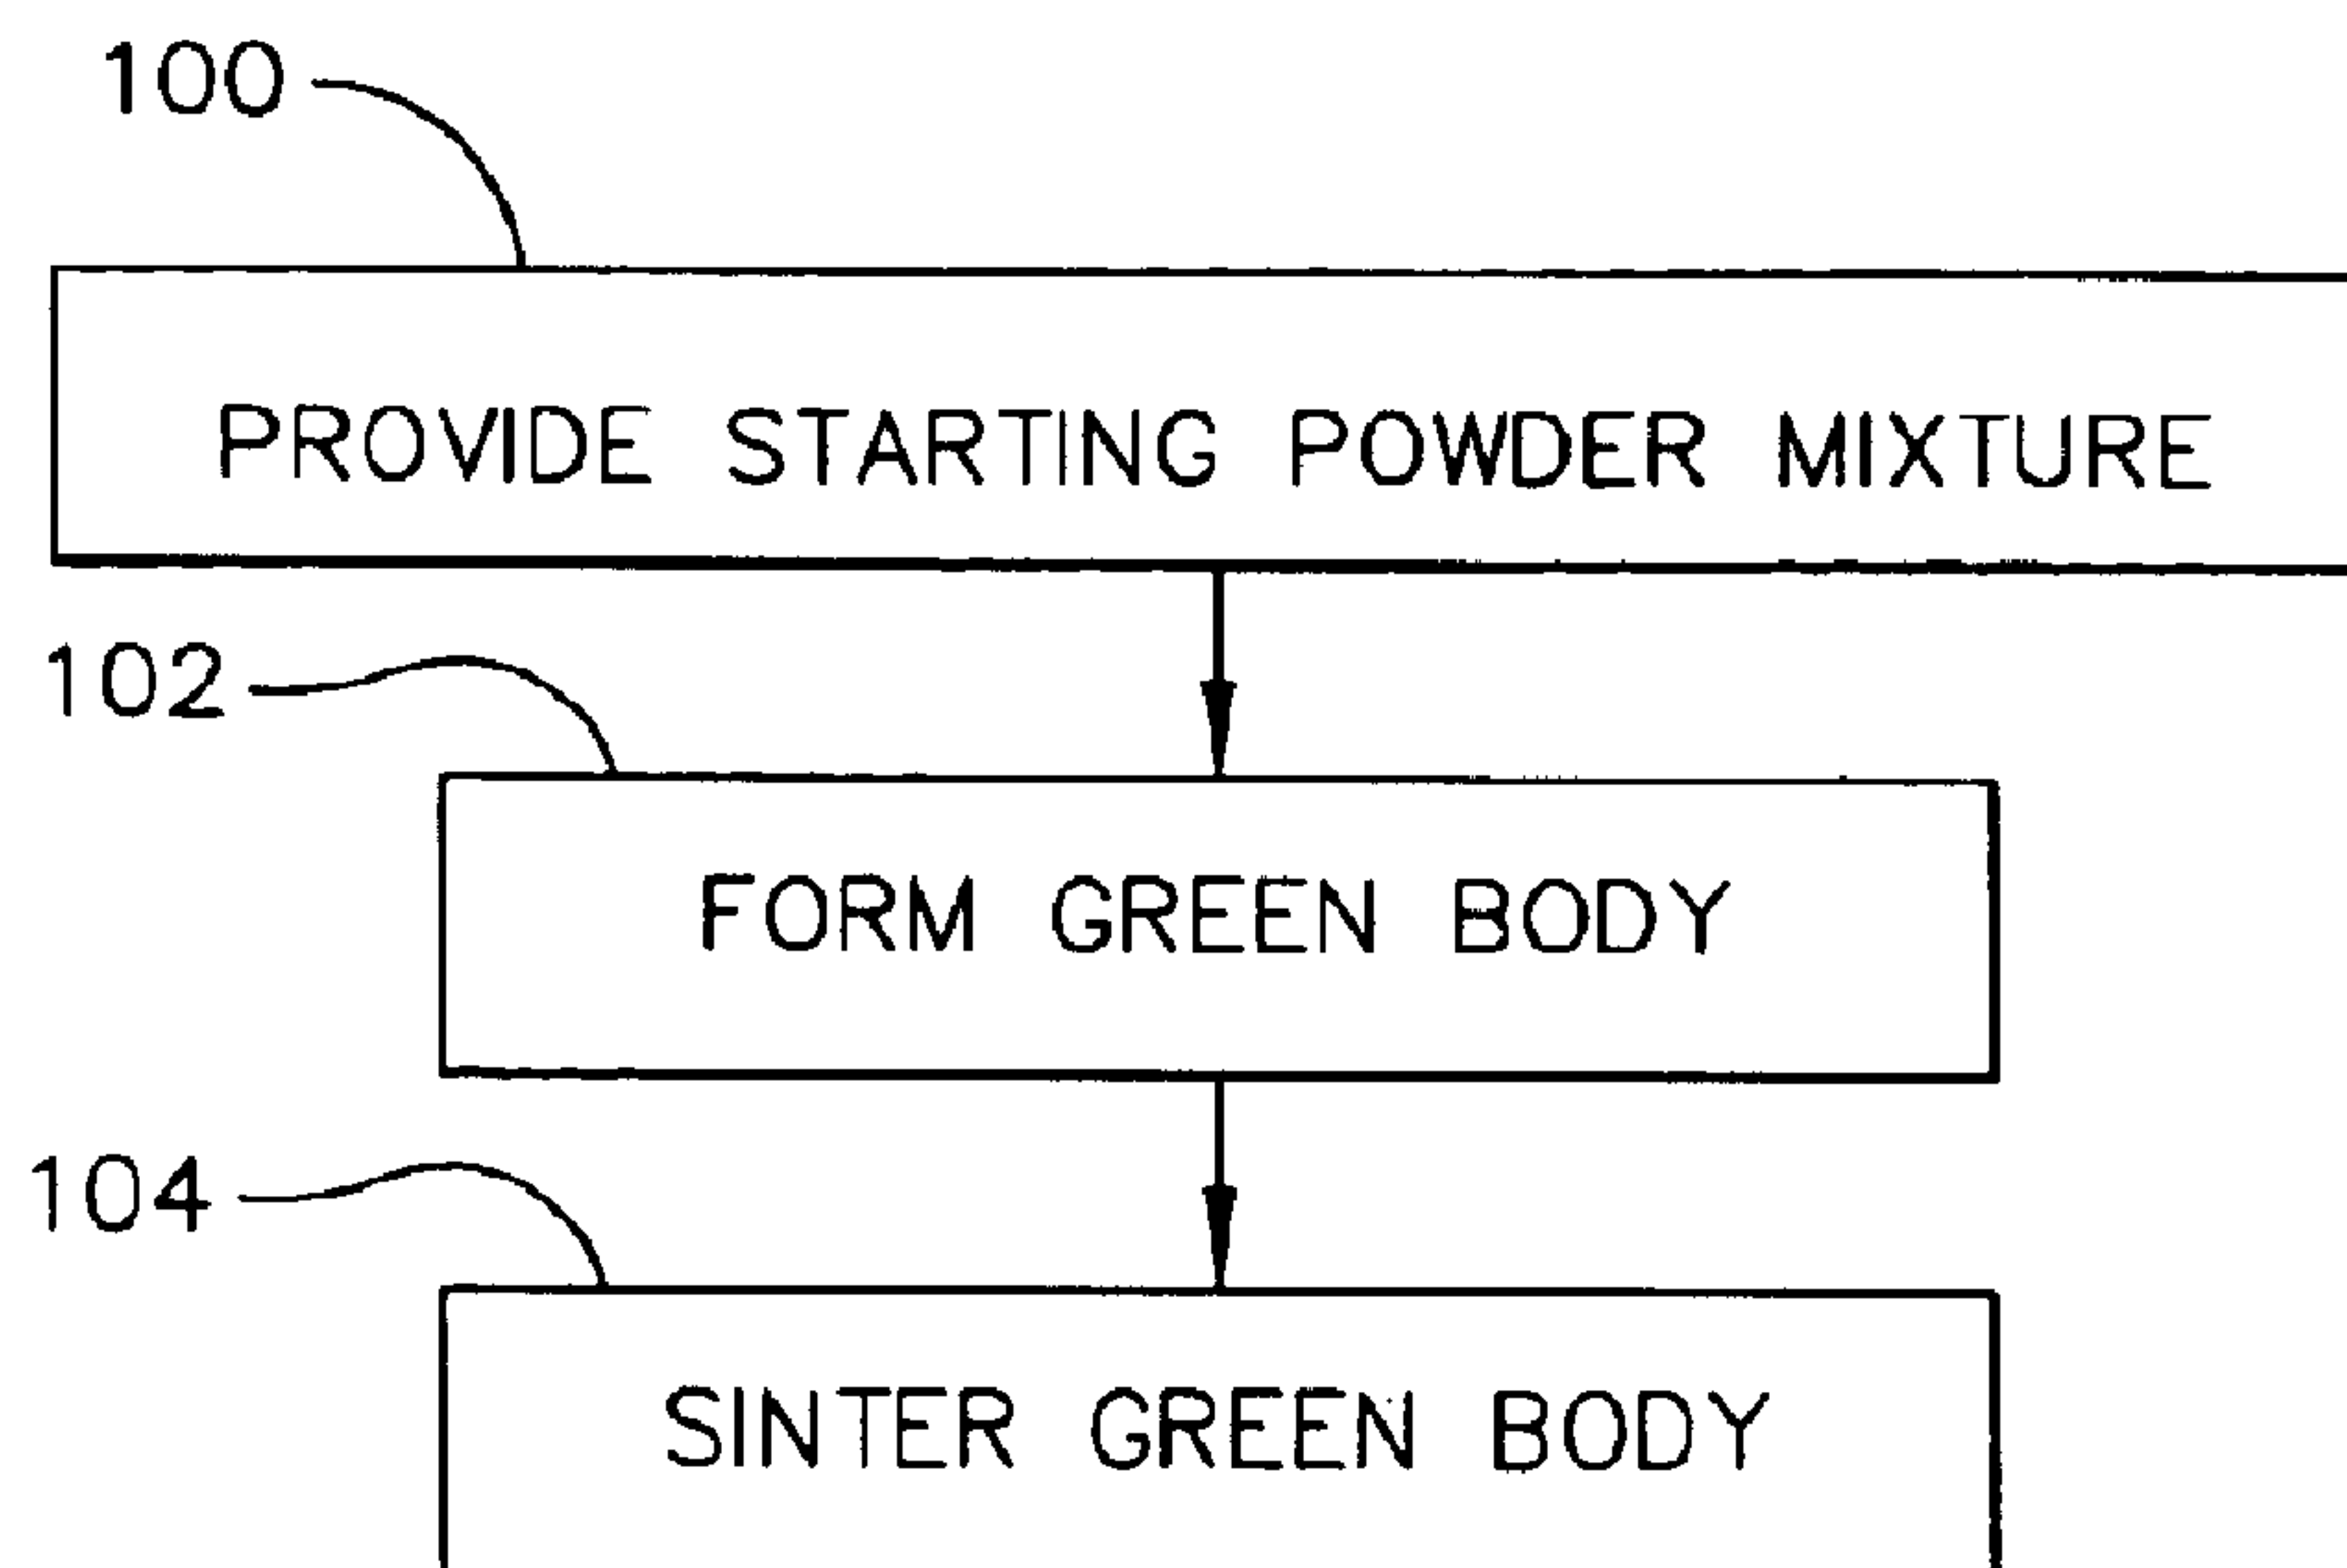 100
PROVIDE STARTING POWDER MIXTURE
102
FORM GREEN BODY
104
SINTER GREEN BODY